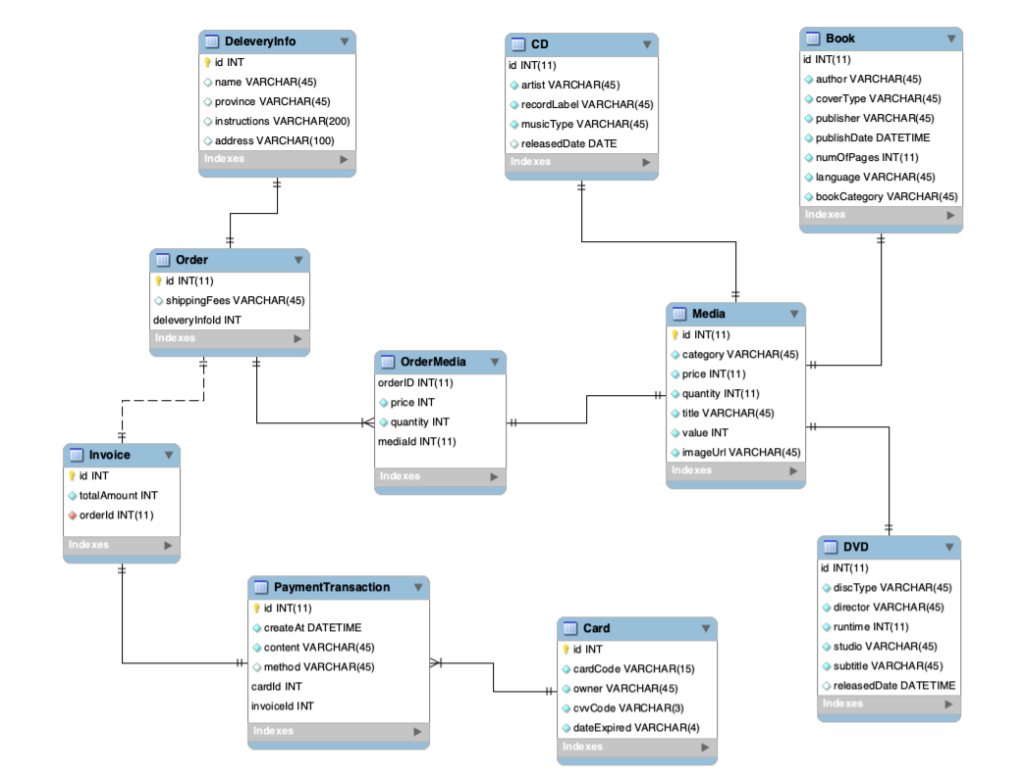 DeleveryInfo
id INT
name VARCHAR(45)
province VARCHAR(45)
instructions VARCHAR(200)
address VARCHAR(100)
Indexes
CD
id INT(11)
artist VARCHAR(45)
recordLabel VARCHAR(45)
musicType VARCHAR(45)
releasedDate DATE
Indexes
Book
id INT(11)
author VARCHAR(45)
coverType VARCHAR(45)
publisher VARCHAR(45)
publishDate DATETIME
numOfPages INT(11)
language VARCHAR(45)
bookCategory VARCHAR(45)
Indexes
Order
id INT(11)
shippingFees VARCHAR(45)
deleveryInfoId INT
Indexes
OrderMedia
orderID INT(11)
price INT
quantity INT
mediaId INT(11)
Indexes
Media
id INT(11)
category VARCHAR(45)
price INT(11)
quantity INT(11)
title VARCHAR(45)
value INT
imageUrl VARCHAR(45)
Indexes
Invoice
id INT
totalAmount INT
orderId INT(11)
Indexes
PaymentTransaction
id INT(11)
createAt DATETIME
content VARCHAR(45)
method VARCHAR(45)
cardId INT
invoiceId INT
Indexes
Card
id INT
cardCode VARCHAR(15)
owner VARCHAR(45)
cvvCode VARCHAR(3)
dateExpired VARCHAR(4)
Indexes
DVD
id INT(11)
discType VARCHAR(45)
director VARCHAR(45)
runtime INT(11)
studio VARCHAR(45)
subtitle VARCHAR(45)
releasedDate DATETIME
Indexes